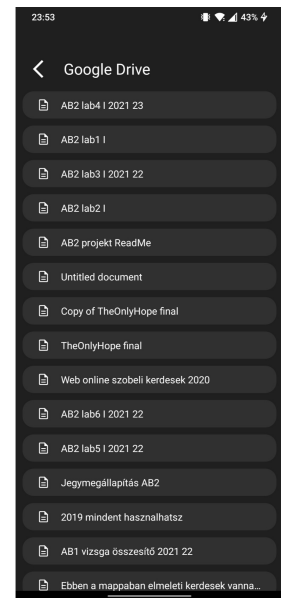 23:53
43%
Google Drive
AB2 lab4 I 2021 23
AB2 lab1 I
AB2 lab3 I 2021 22
AB2 lab2 I
AB2 projekt ReadMe
Untitled document
Copy of TheOnlyHope final
TheOnlyHope final
Web online szobeli kerdesek 2020
AB2 lab6 I 2021 22
AB2 lab5 I 2021 22
Jegymegállapítás AB2
2019 mindent hasznalhatsz
AB1 vizsga összesítő 2021 22
Ebben a mappaban elmeleti kerdesek vanna...